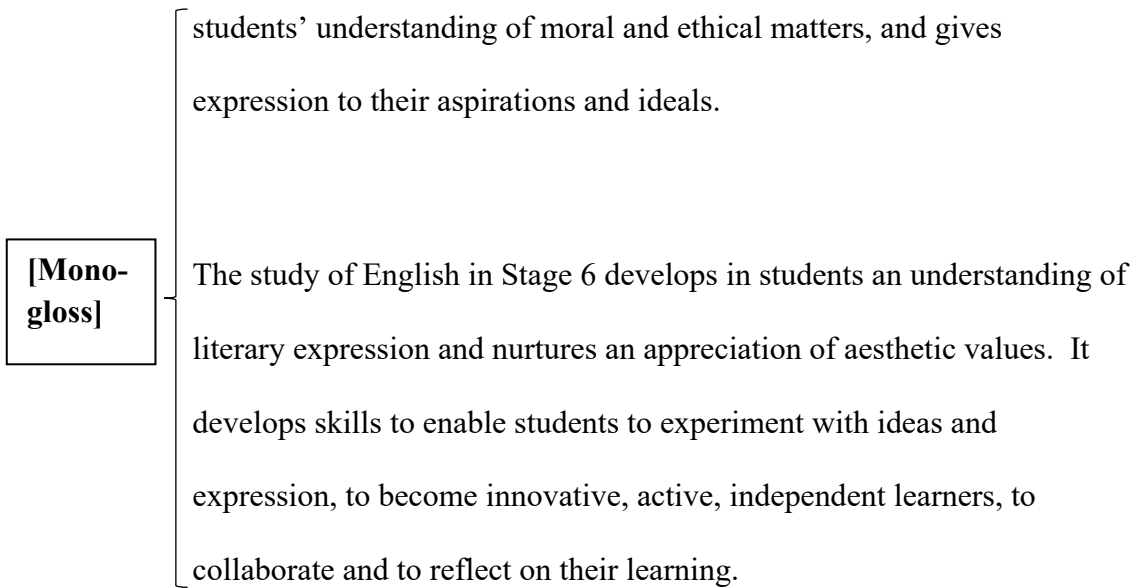 students’ understanding of moral and ethical matters, and gives
expression to their aspirations and ideals.
[Mono-
gloss]
The study of English in Stage 6 develops in students an understanding of
literary expression and nurtures an appreciation of aesthetic values.  It
develops skills to enable students to experiment with ideas and
expression, to become innovative, active, independent learners, to
collaborate and to reflect on their learning.